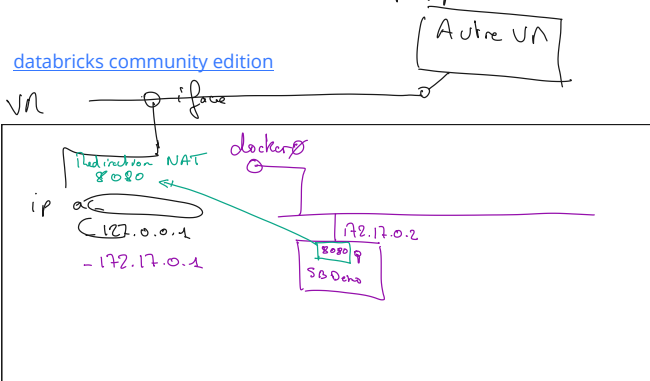 Autre VM
databricks community edition
VM
iface
docker0
Redirection NAT
8080
ip a
127.0.0.1
172.17.0.2
- 172.17.0.1
8080
SBDemo